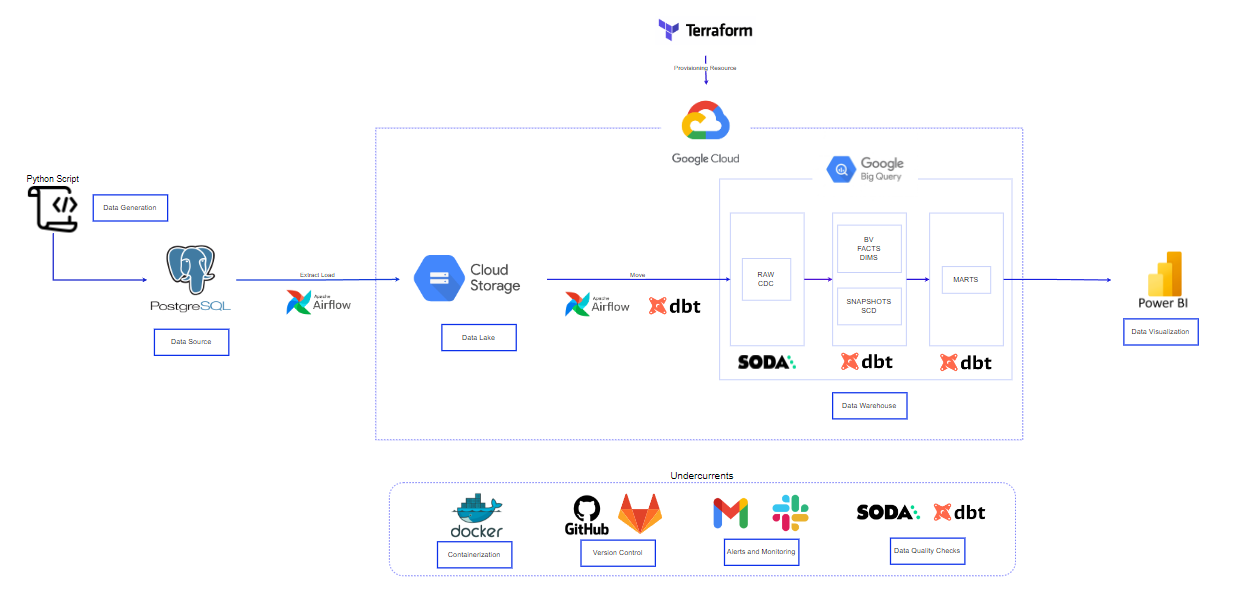 Terraform
Provisioning Resource
Google Cloud
Google
Big Query
Python Script
Data Generation
PostgreSQL
Data Source
Extract Load
Apache
Airflow
Cloud
Storage
Data Lake
Move
Apache
Airflow
dbt
RAW
CDC
SODA
BV
FACTS
DIMS
SNAPSHOTS
SCD
dbt
MARTS
dbt
Data Warehouse
Power BI
Data Visualization
Undercurrents
docker
Containerization
GitHub
Version Control
Alerts and Monitoring
SODA
dbt
Data Quality Checks